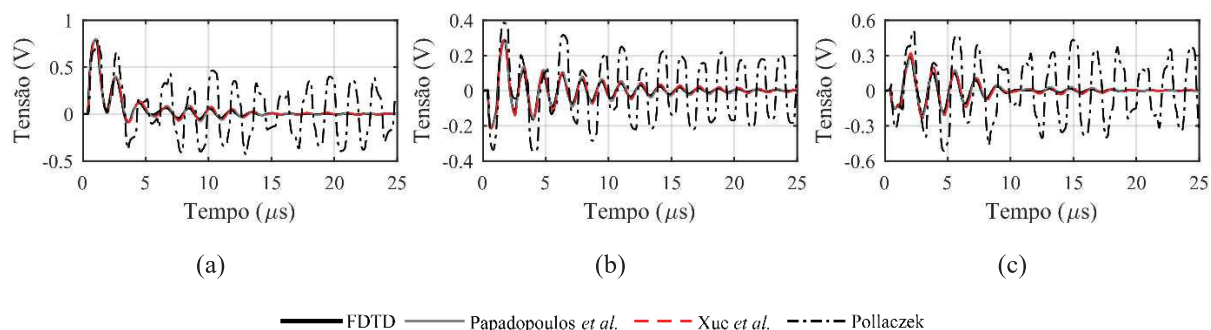 1
0.5
0
-0.5
Tensão (V)
0 5 10 15 20 25
Tempo (μs)
(a)
0.4
0.2
0
-0.2
-0.4
Tensão (V)
0 5 10 15 20 25
Tempo (μs)
(b)
0.6
0.3
0
-0.3
-0.6
Tensão (V)
0 5 10 15 20 25
Tempo (μs)
(c)
FDTD Papadopoulos et al. Xue et al. Pollaczek